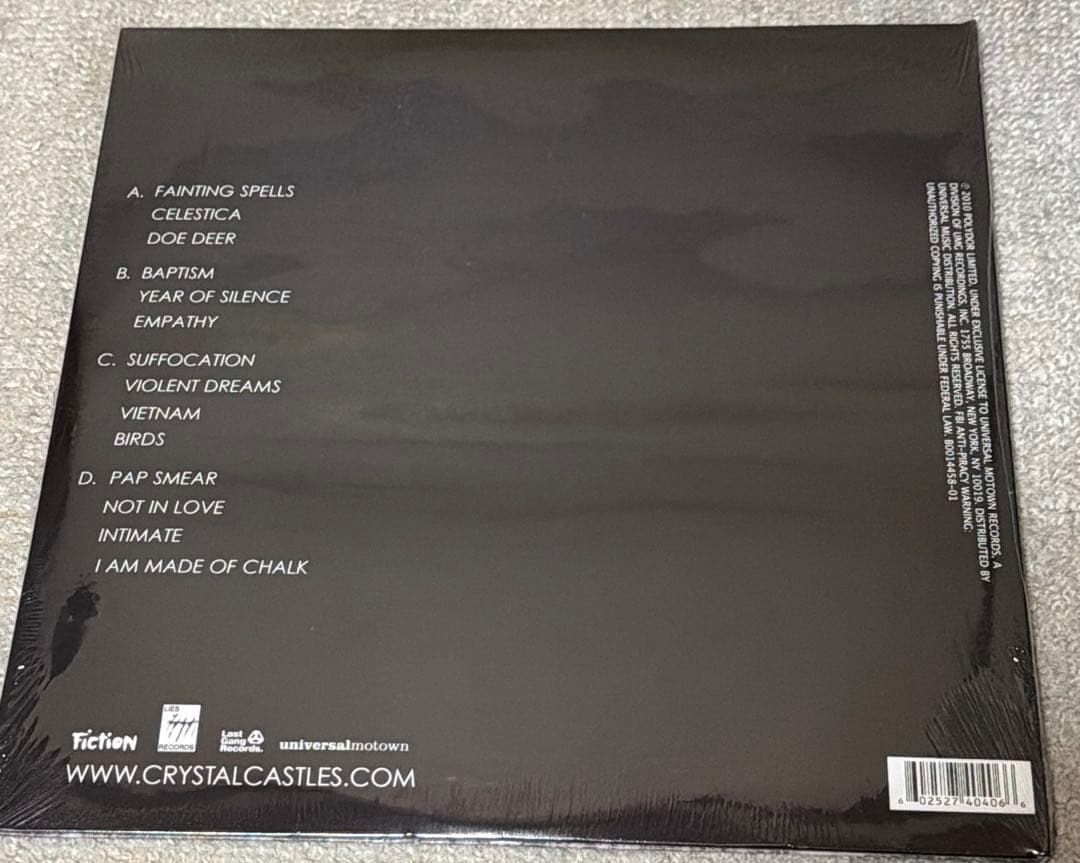 A. FAINTING SPELLS
CELESTICA
DOE DEER
B. BAPTISM
YEAR OF SILENCE
EMPATHY
C. SUFFOCATION
VIOLENT DREAMS
VIETNAM
BIRDS
D. PAP SMEAR
NOT IN LOVE
INTIMATE
I AM MADE OF CHALK
℗ 2010 POLYDOR LIMITED, UNDER EXCLUSIVE LICENSE TO UNIVERSAL MOTOWN RECORDS, A
DIVISION OF UMG RECORDINGS, INC. 1755 BROADWAY, NEW YORK, NY 10019. DISTRIBUTED BY
UNIVERSAL MUSIC DISTRIBUTION. ALL RIGHTS RESERVED. FBI ANTI-PIRACY WARNING:
UNAUTHORIZED COPYING IS PUNISHABLE UNDER FEDERAL LAW. B0014458-01
Fiction
LIES
RECORDS
Last
Gang
Records.
universalmotown
WWW.CRYSTALCASTLES.COM
6 02527 40406 6